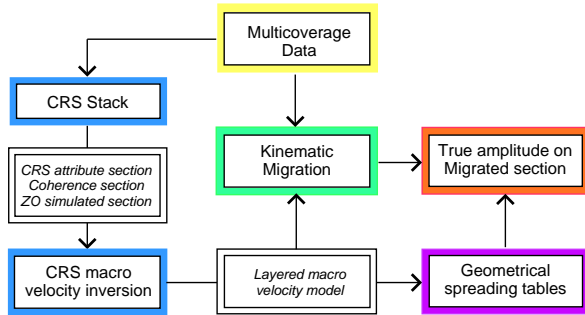 Multicoverage
Data
CRS Stack
CRS attribute section
Coherence section
ZO simulated section
Kinematic
Migration
True amplitude on
Migrated section
CRS macro
velocity inversion
Layered macro
velocity model
Geometrical
spreading tables